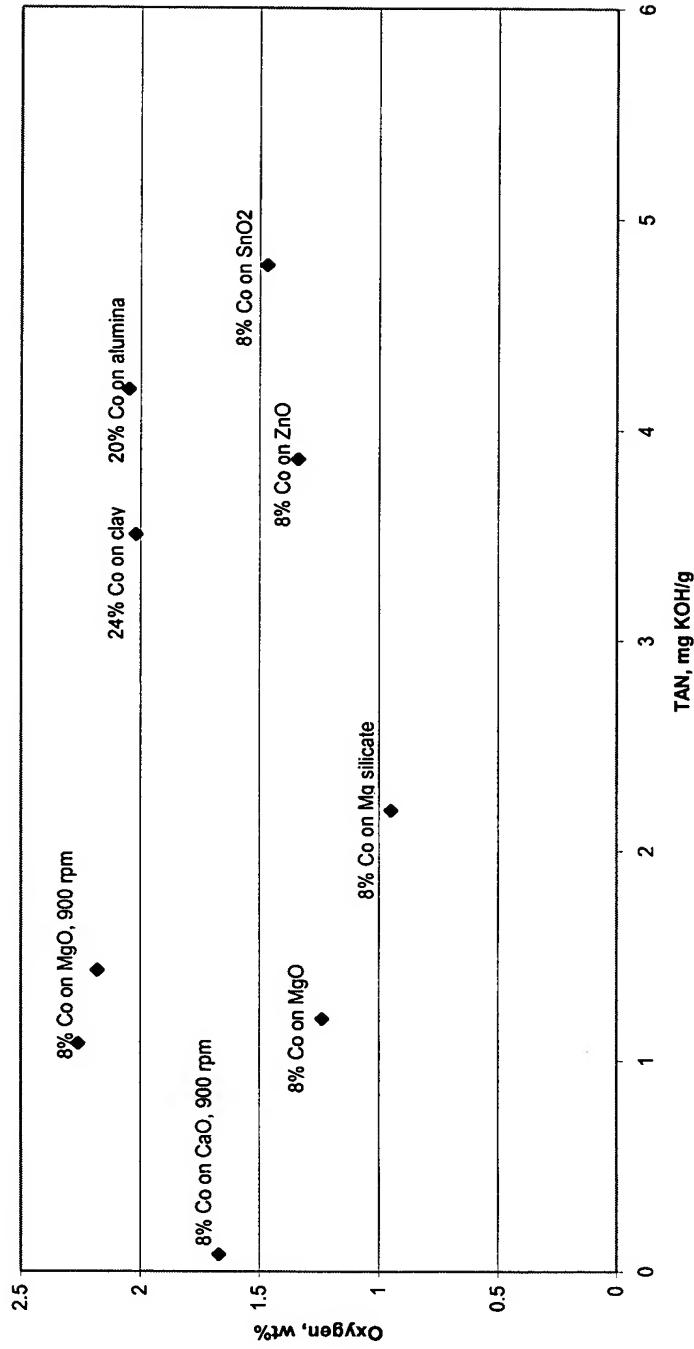 2.5
2
1.5
1
0.5
0
Oxygen, wt%
8% Co on MgO, 900 rpm
24% Co on clay
20% Co on alumina
8% Co on CaO, 900 rpm
8% Co on SnO2
8% Co on ZnO
8% Co on MgO
8% Co on Mg silicate
0
1
2
3
4
5
6
TAN, mg KOH/g